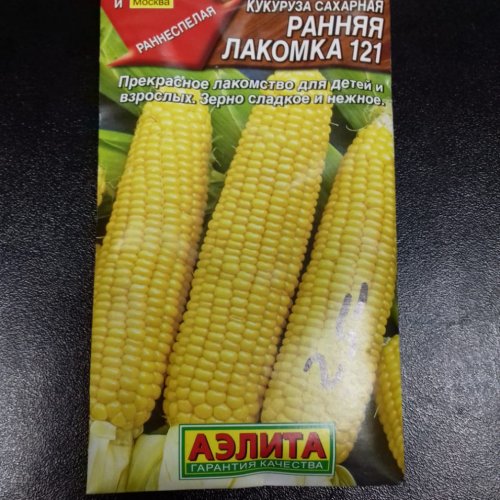 и
Москва
РАННЕСПЕЛАЯ
КУКУРУЗА САХАРНАЯ
РАННЯЯ
ЛАКОМКА 121
Прекрасное лакомство для детей и
взрослых. Зерно сладкое и нежное.
АЭЛИТА
ГАРАНТИЯ КАЧЕСТВА